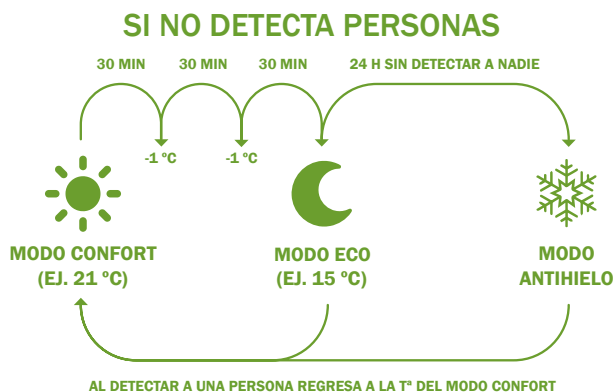 SI NO DETECTA PERSONAS
30 MIN
30 MIN
30 MIN
24 H SIN DETECTAR A NADIE
-1 ºC
-1 ºC
MODO CONFORT
(EJ. 21 ºC)
MODO ECO
(EJ. 15 ºC)
MODO
ANTIHIELO
AL DETECTAR A UNA PERSONA REGRESA A LA Tª DEL MODO CONFORT